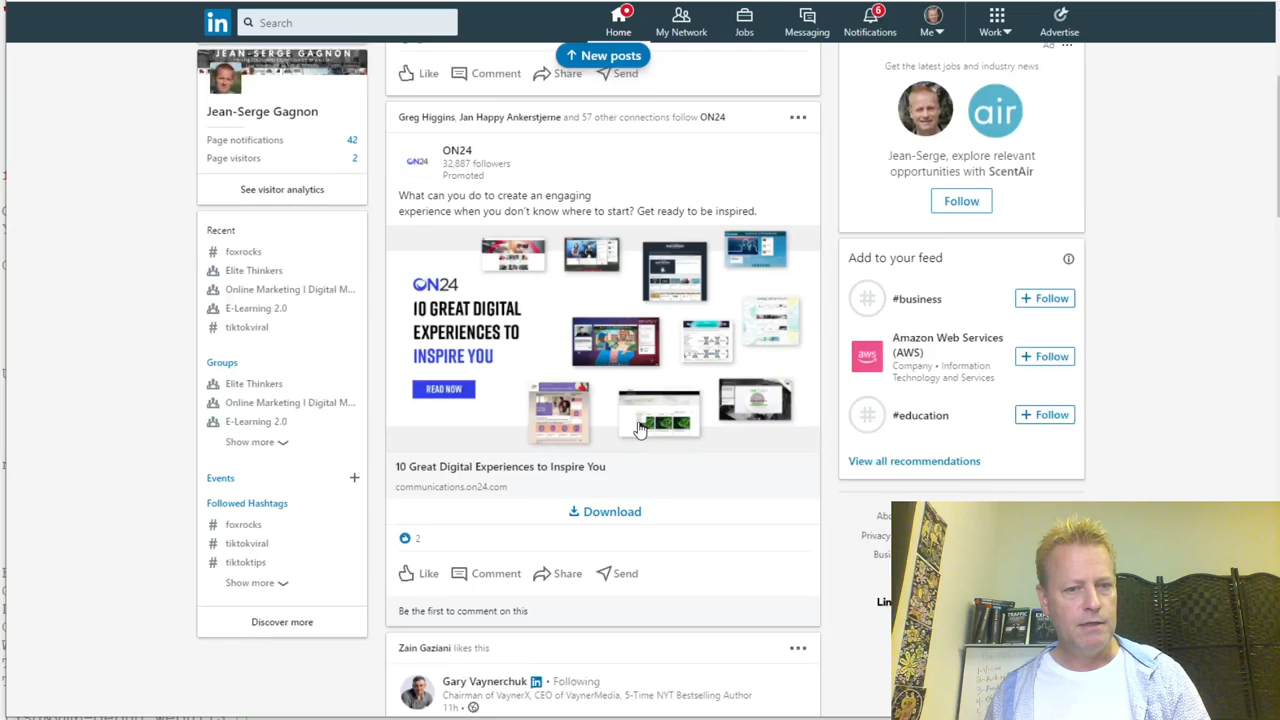 in
Search
Home
My Network
Jobs
Messaging
6
Notifications
Me
Work
Advertise
JEAN-SERGE GAGNON
Jean-Serge Gagnon
Page notifications 42
Page visitors 2
See visitor analytics
Recent
# foxrocks
Elite Thinkers
Online Marketing I Digital M...
E-Learning 2.0
# tiktokviral
Groups
Elite Thinkers
Online Marketing I Digital M...
E-Learning 2.0
Show more
Events +
Followed Hashtags
# foxrocks
# tiktokviral
# tiktoktips
Show more
Discover more
New posts
Like Comment Share Send
Greg Higgins, Jan Happy Ankerstjerne and 57 other connections follow ON24
ON24
ON24
32,887 followers
Promoted
What can you do to create an engaging
experience when you don't know where to start? Get ready to be inspired.
ON24
10 GREAT DIGITAL
EXPERIENCES TO
INSPIRE YOU
READ NOW
10 Great Digital Experiences to Inspire You
communications.on24.com
Download
2
Like Comment Share Send
Be the first to comment on this
Zain Gaziani likes this
Gary Vaynerchuk in • Following
Chairman of VaynerX, CEO of VaynerMedia, 5-Time NYT Bestselling Author
11h •
Ad ...
Get the latest jobs and industry news
air
Jean-Serge, explore relevant
opportunities with ScentAir
Follow
Add to your feed
# #business + Follow
aws
Amazon Web Services
(AWS)
Company • Information
Technology and Services
+ Follow
# #education + Follow
View all recommendations
Privacy
TRAFFIC